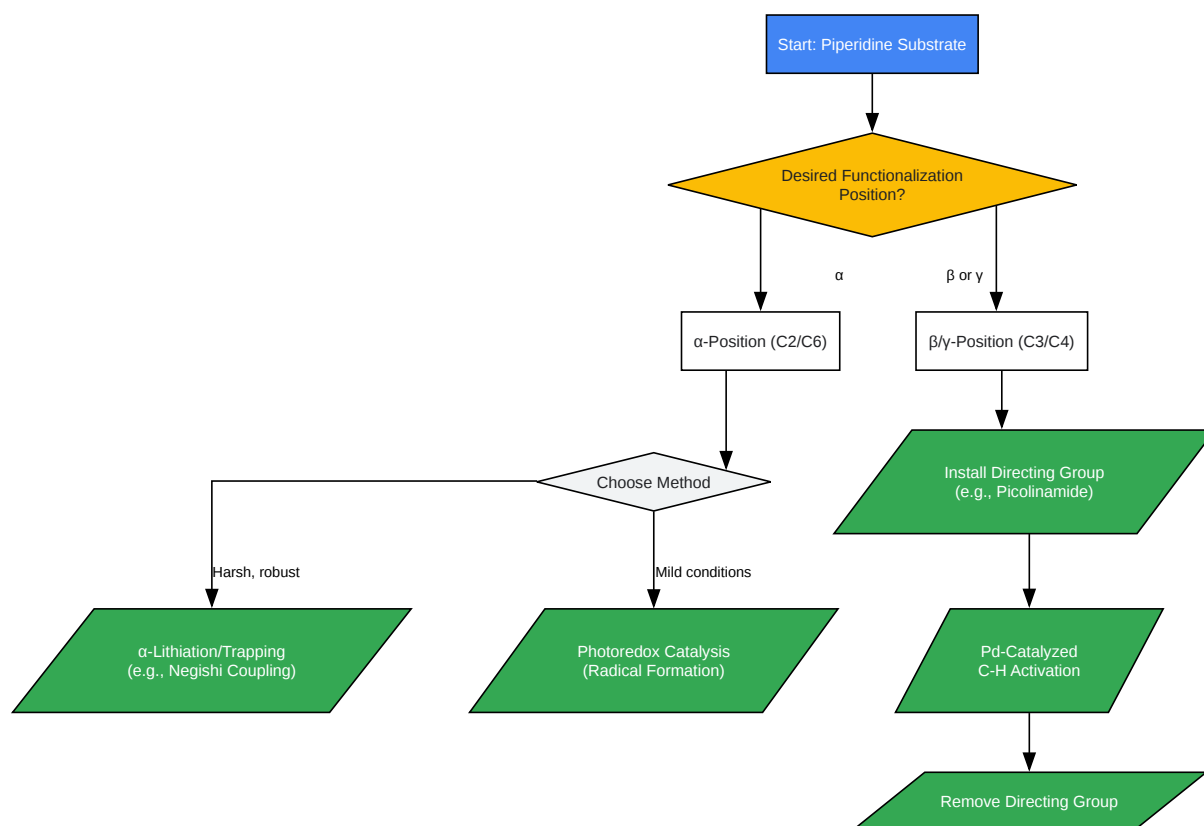 Start: Piperidine Substrate
Desired Functionalization
Position?
α
β or γ
α-Position (C2/C6)
β/γ-Position (C3/C4)
Choose Method
Install Directing Group
(e.g., Picolinamide)
Harsh, robust
Mild conditions
α-Lithiation/Trapping
(e.g., Negishi Coupling)
Photoredox Catalysis
(Radical Formation)
Pd-Catalyzed
C-H Activation
Remove Directing Group